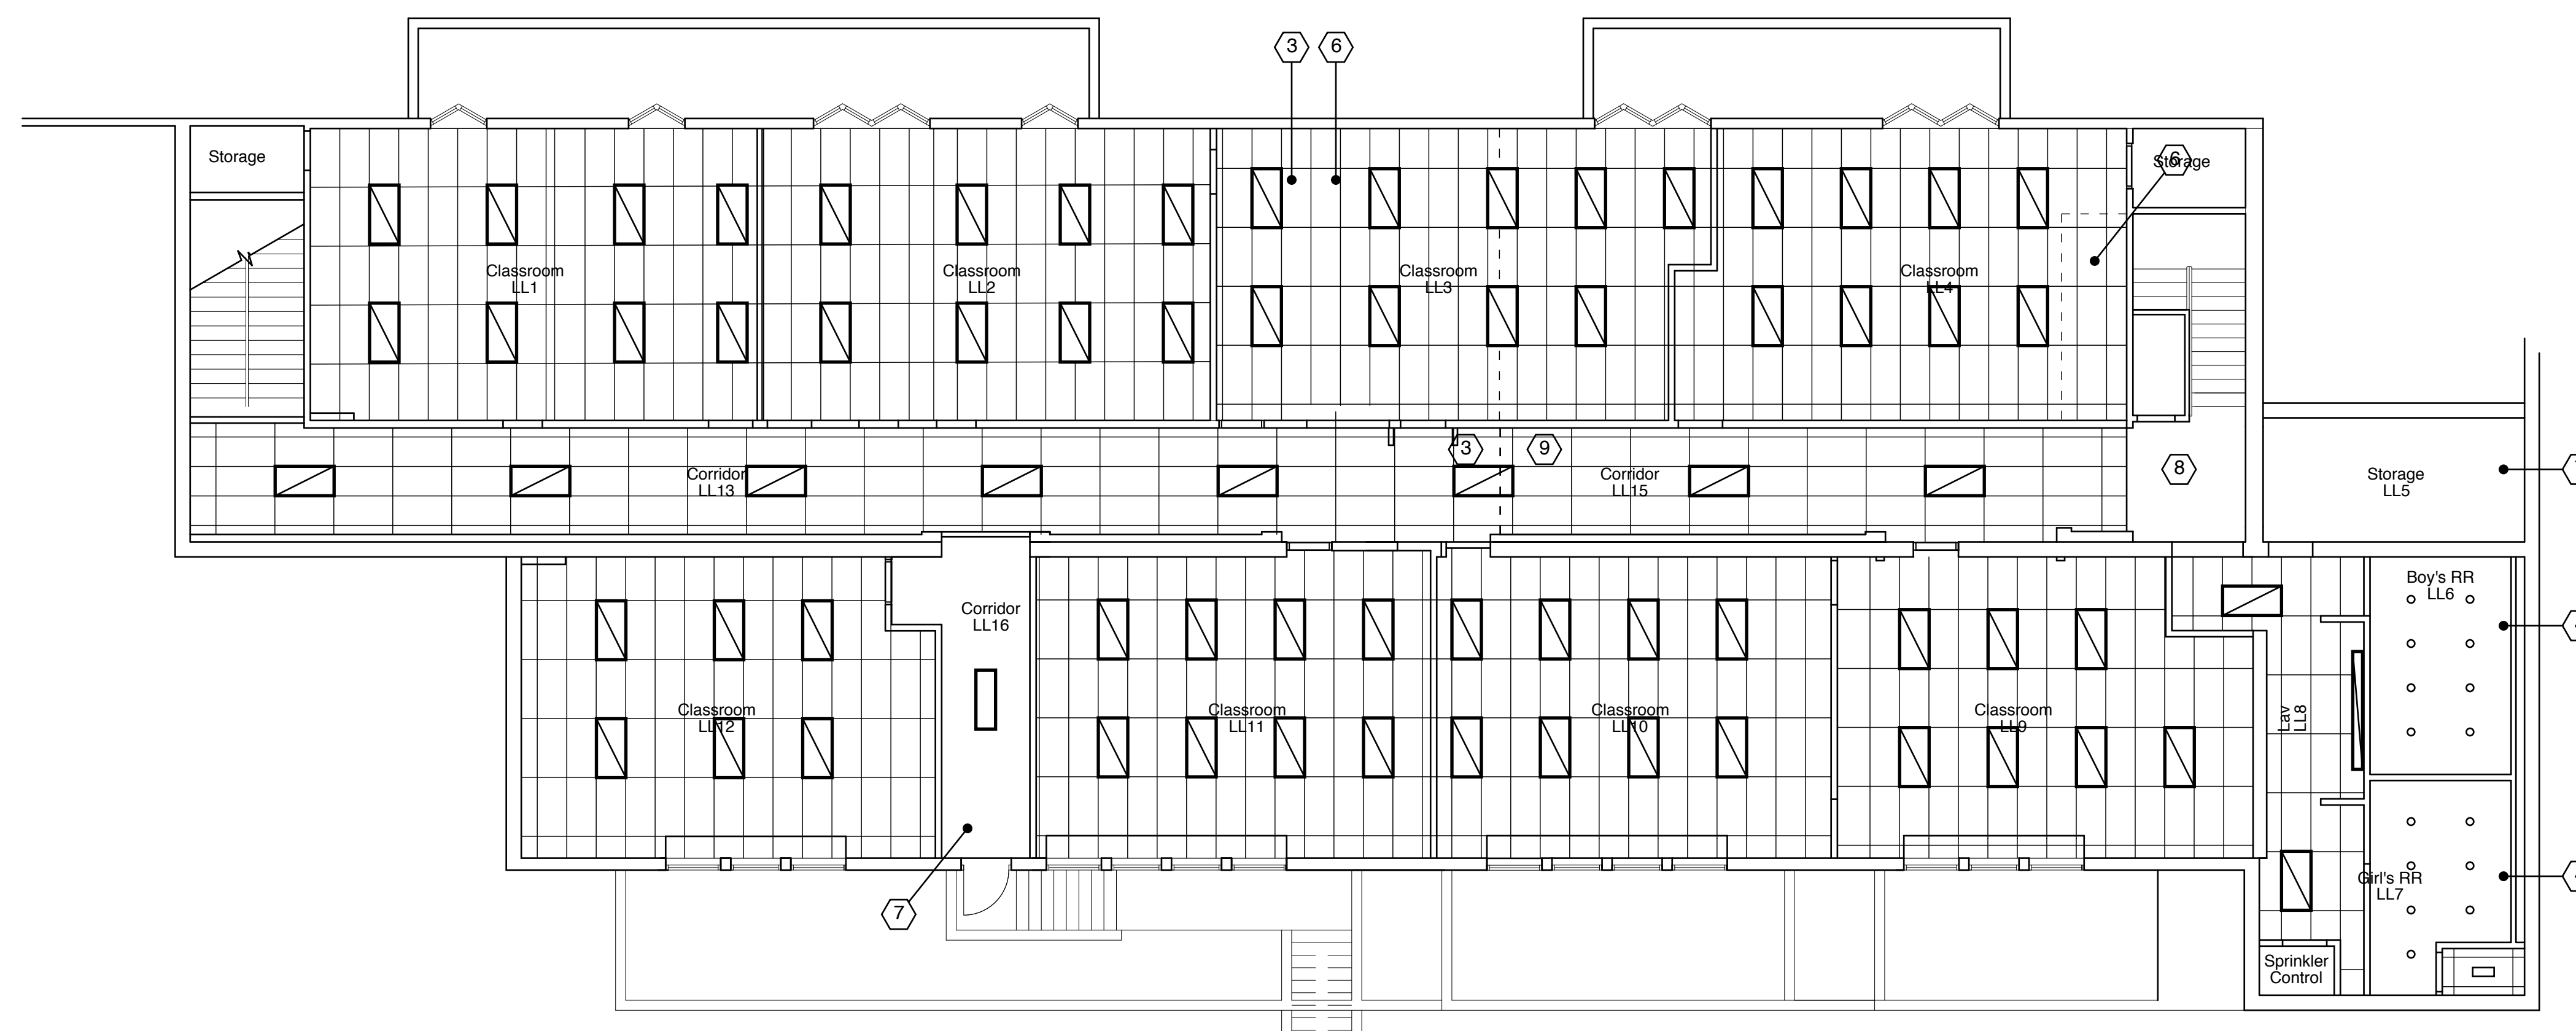 3
6
Storage
6
Storage
Classroom
LL1
Classroom
LL2
Classroom
LL3
Classroom
LL4
3
9
8
Corridor
LL13
Corridor
LL15
Storage
LL5
Boy's RR
LL6
Corridor
LL16
Classroom
LL12
Classroom
LL11
Classroom
LL10
Classroom
LL9
Lav
LL8
Girl's RR
LL7
7
Sprinkler
Control